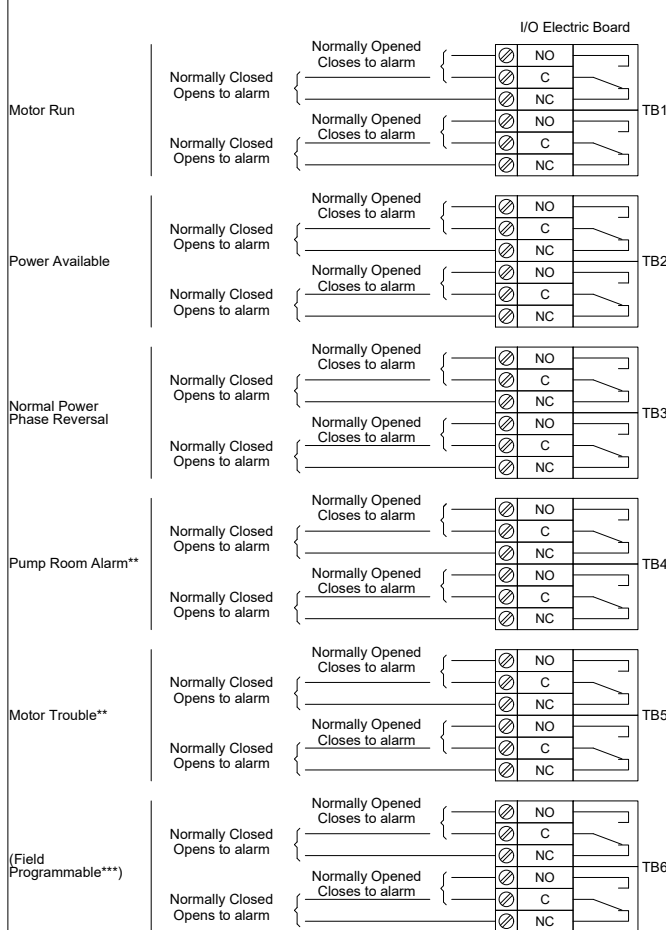 I/O Electric Board
Motor Run
Normally Opened
Closes to alarm
Normally Closed
Opens to alarm
Normally Opened
Closes to alarm
Normally Closed
Opens to alarm
NO
C
NC
NO
C
NC
TB1
Power Available
Normally Opened
Closes to alarm
Normally Closed
Opens to alarm
Normally Opened
Closes to alarm
Normally Closed
Opens to alarm
NO
C
NC
NO
C
NC
TB2
Normal Power
Phase Reversal
Normally Opened
Closes to alarm
Normally Closed
Opens to alarm
Normally Opened
Closes to alarm
Normally Closed
Opens to alarm
NO
C
NC
NO
C
NC
TB3
Pump Room Alarm**
Normally Opened
Closes to alarm
Normally Closed
Opens to alarm
Normally Opened
Closes to alarm
Normally Closed
Opens to alarm
NO
C
NC
NO
C
NC
TB4
Motor Trouble**
Normally Opened
Closes to alarm
Normally Closed
Opens to alarm
Normally Opened
Closes to alarm
Normally Closed
Opens to alarm
NO
C
NC
NO
C
NC
TB5
(Field
Programmable***)
Normally Opened
Closes to alarm
Normally Closed
Opens to alarm
Normally Opened
Closes to alarm
Normally Closed
Opens to alarm
NO
C
NC
NO
C
NC
TB6